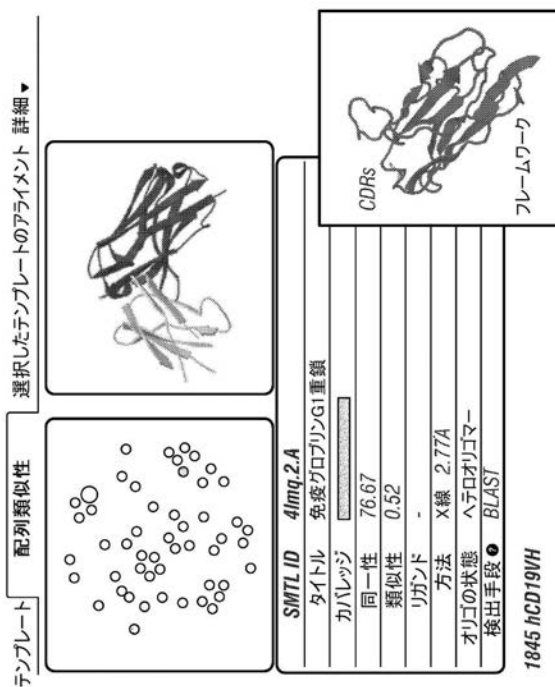 テンプレート 配列類似性 選択したテンプレートのアライメント 詳細 ▼
SMTL ID 4lmq.2.A
タイトル 免疫グロブリンG1重鎖
カバレッジ
同一性 76.67
類似性 0.52
リガンド -
方法 X線 2.77Å
オリゴの状態 ヘテロオリゴマー
検出手段 ? BLAST
CDRs
フレームワーク
1845 hCD19VH